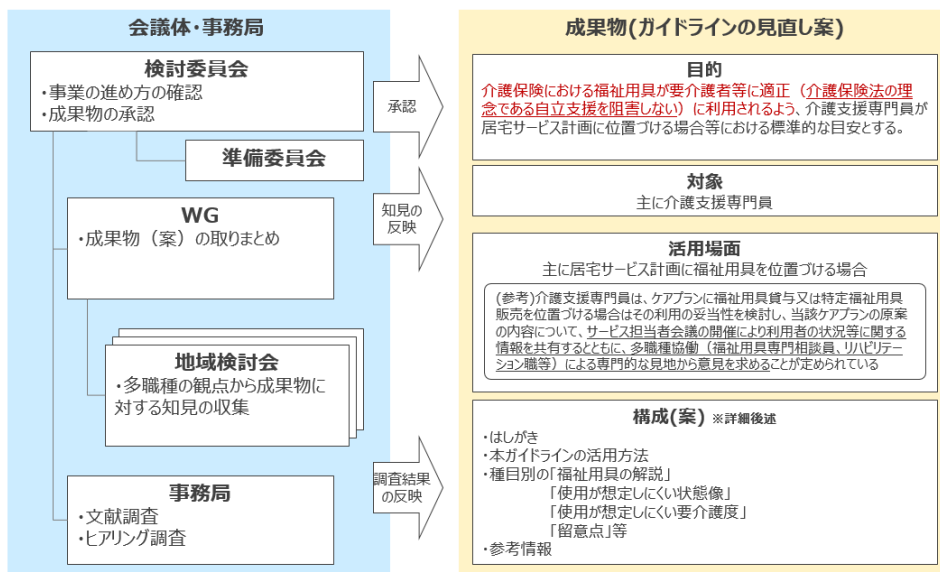 会議体・事務局
検討委員会
・事業の進め方の確認
・成果物の承認
準備委員会
WG
・成果物（案）の取りまとめ
地域検討会
・多職種の観点から成果物に
対する知見の収集
事務局
・文献調査
・ヒアリング調査
承認
知見の
反映
調査結果
の反映
成果物(ガイドラインの見直し案)
目的
介護保険における福祉用具が要介護者等に適正（介護保険法の理
念である自立支援を阻害しない）に利用されるよう、介護支援専門員が
居宅サービス計画に位置づける場合等における標準的な目安とする。
対象
主に介護支援専門員
活用場面
主に居宅サービス計画に福祉用具を位置づける場合
(参考)介護支援専門員は、ケアプランに福祉用具貸与又は特定福祉用具
販売を位置づける場合はその利用の妥当性を検討し、当該ケアプランの原案
の内容について、サービス担当者会議の開催により利用者の状況等に関する
情報を共有するとともに、多職種協働（福祉用具専門相談員、リハビリテー
ション職等）による専門的な見地から意見を求めることが定められている
構成(案) ※詳細後述
・はしがき
・本ガイドラインの活用方法
・種目別の「福祉用具の解説」
「使用が想定しにくい状態像」
「使用が想定しにくい要介護度」
「留意点」等
・参考情報